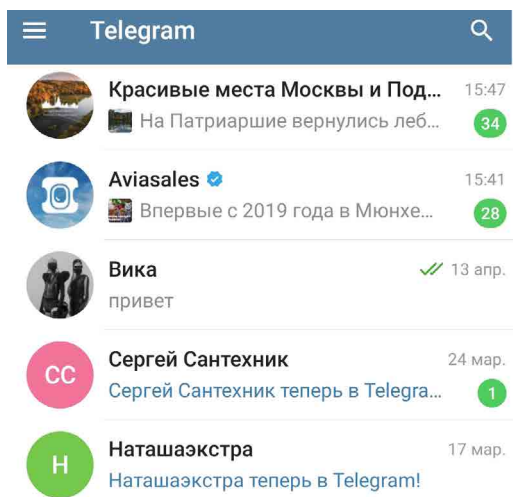 Telegram
Красивые места Москвы и Под...
15:47
На Патриаршие вернулись леб...
34
Aviasales
15:41
Впервые с 2019 года в Мюнхе...
28
Вика
13 апр.
привет
СС
Сергей Сантехник
24 мар.
Сергей Сантехник теперь в Telegra...
1
Н
Наташаэкстра
17 мар.
Наташаэкстра теперь в Telegram!